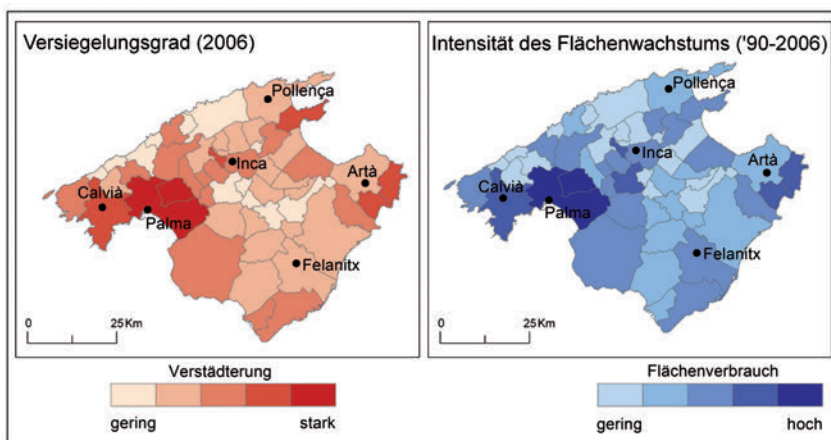 Versiegelungsgrad (2006)
Pollença
Inca
Artà
Calvià
Palma
Felanitx
0
25Km
Verstädterung
gering
stark
Intensität des Flächenwachstums ('90-2006)
Pollença
Inca
Artà
Calvià
Palma
Felanitx
0
25Km
Flächenverbrauch
gering
hoch